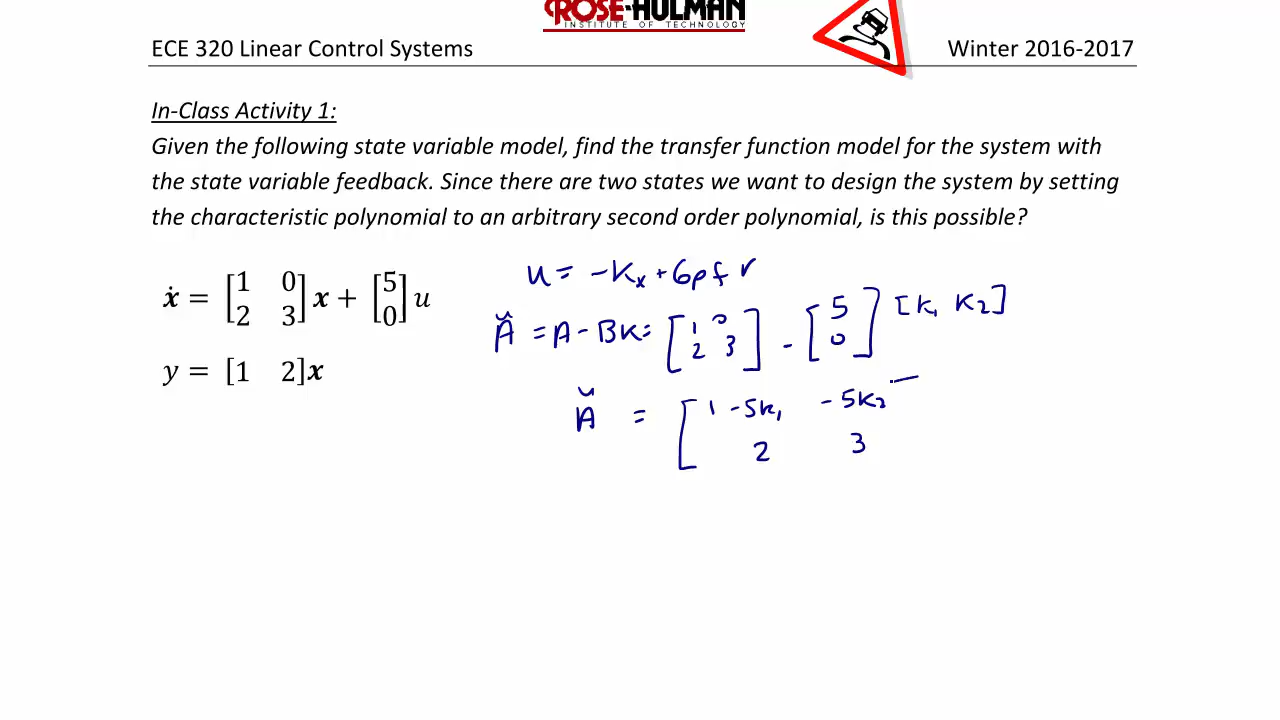 ROSE-HULMAN
INSTITUTE OF TECHNOLOGY
ECE 320 Linear Control Systems Winter 2016-2017
In-Class Activity 1:
Given the following state variable model, find the transfer function model for the system with
the state variable feedback. Since there are two states we want to design the system by setting
the characteristic polynomial to an arbitrary second order polynomial, is this possible?
ẋ = [1 0; 2 3] x + [5; 0] u
y = [1 2] x
u = -Kx + Gpf r
Ǎ = A - BK = [1 0; 2 3] - [5; 0] [K₁ K₂]
Ǎ = [1 - 5K₁ -5K₂; 2 3